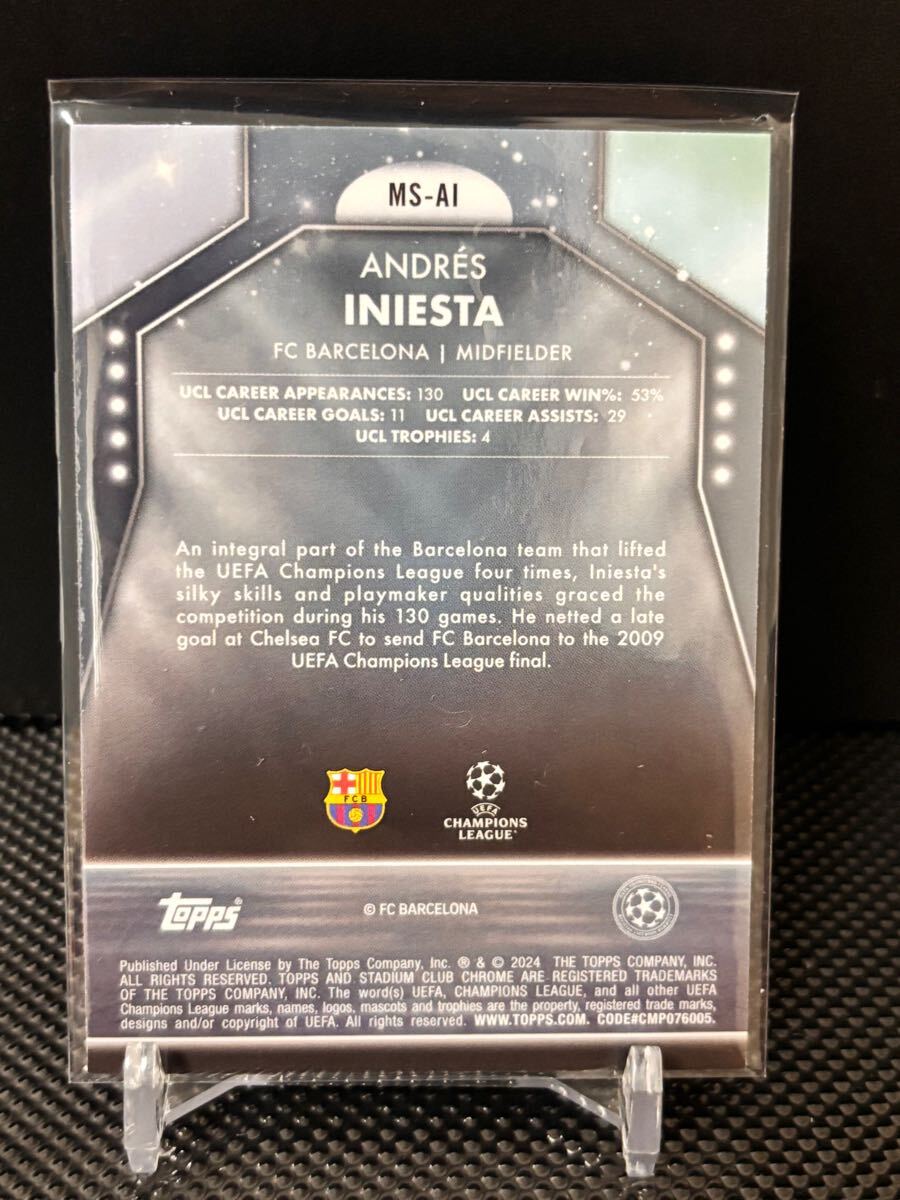 MS-AI
ANDRÉS
INIESTA
FC BARCELONA | MIDFIELDER
UCL CAREER APPEARANCES: 130 UCL CAREER WIN%: 53%
UCL CAREER GOALS: 11 UCL CAREER ASSISTS: 29
UCL TROPHIES: 4
An integral part of the Barcelona team that lifted
the UEFA Champions League four times, Iniesta's
silky skills and playmaker qualities graced the
competition during his 130 games. He netted a late
goal at Chelsea FC to send FC Barcelona to the 2009
UEFA Champions League final.
FCB
UEFA
CHAMPIONS
LEAGUE
topps®
© FC BARCELONA
Published Under License by The Topps Company, Inc. ® & © 2024 THE TOPPS COMPANY, INC.
ALL RIGHTS RESERVED. TOPPS AND STADIUM CLUB CHROME ARE REGISTERED TRADEMARKS
OF THE TOPPS COMPANY, INC. The word(s) UEFA, CHAMPIONS LEAGUE, and all other UEFA
Champions League marks, names, logos, mascots and trophies are the property, registered trade marks,
designs and/or copyright of UEFA. All rights reserved. WWW.TOPPS.COM. CODE#CMP076005.